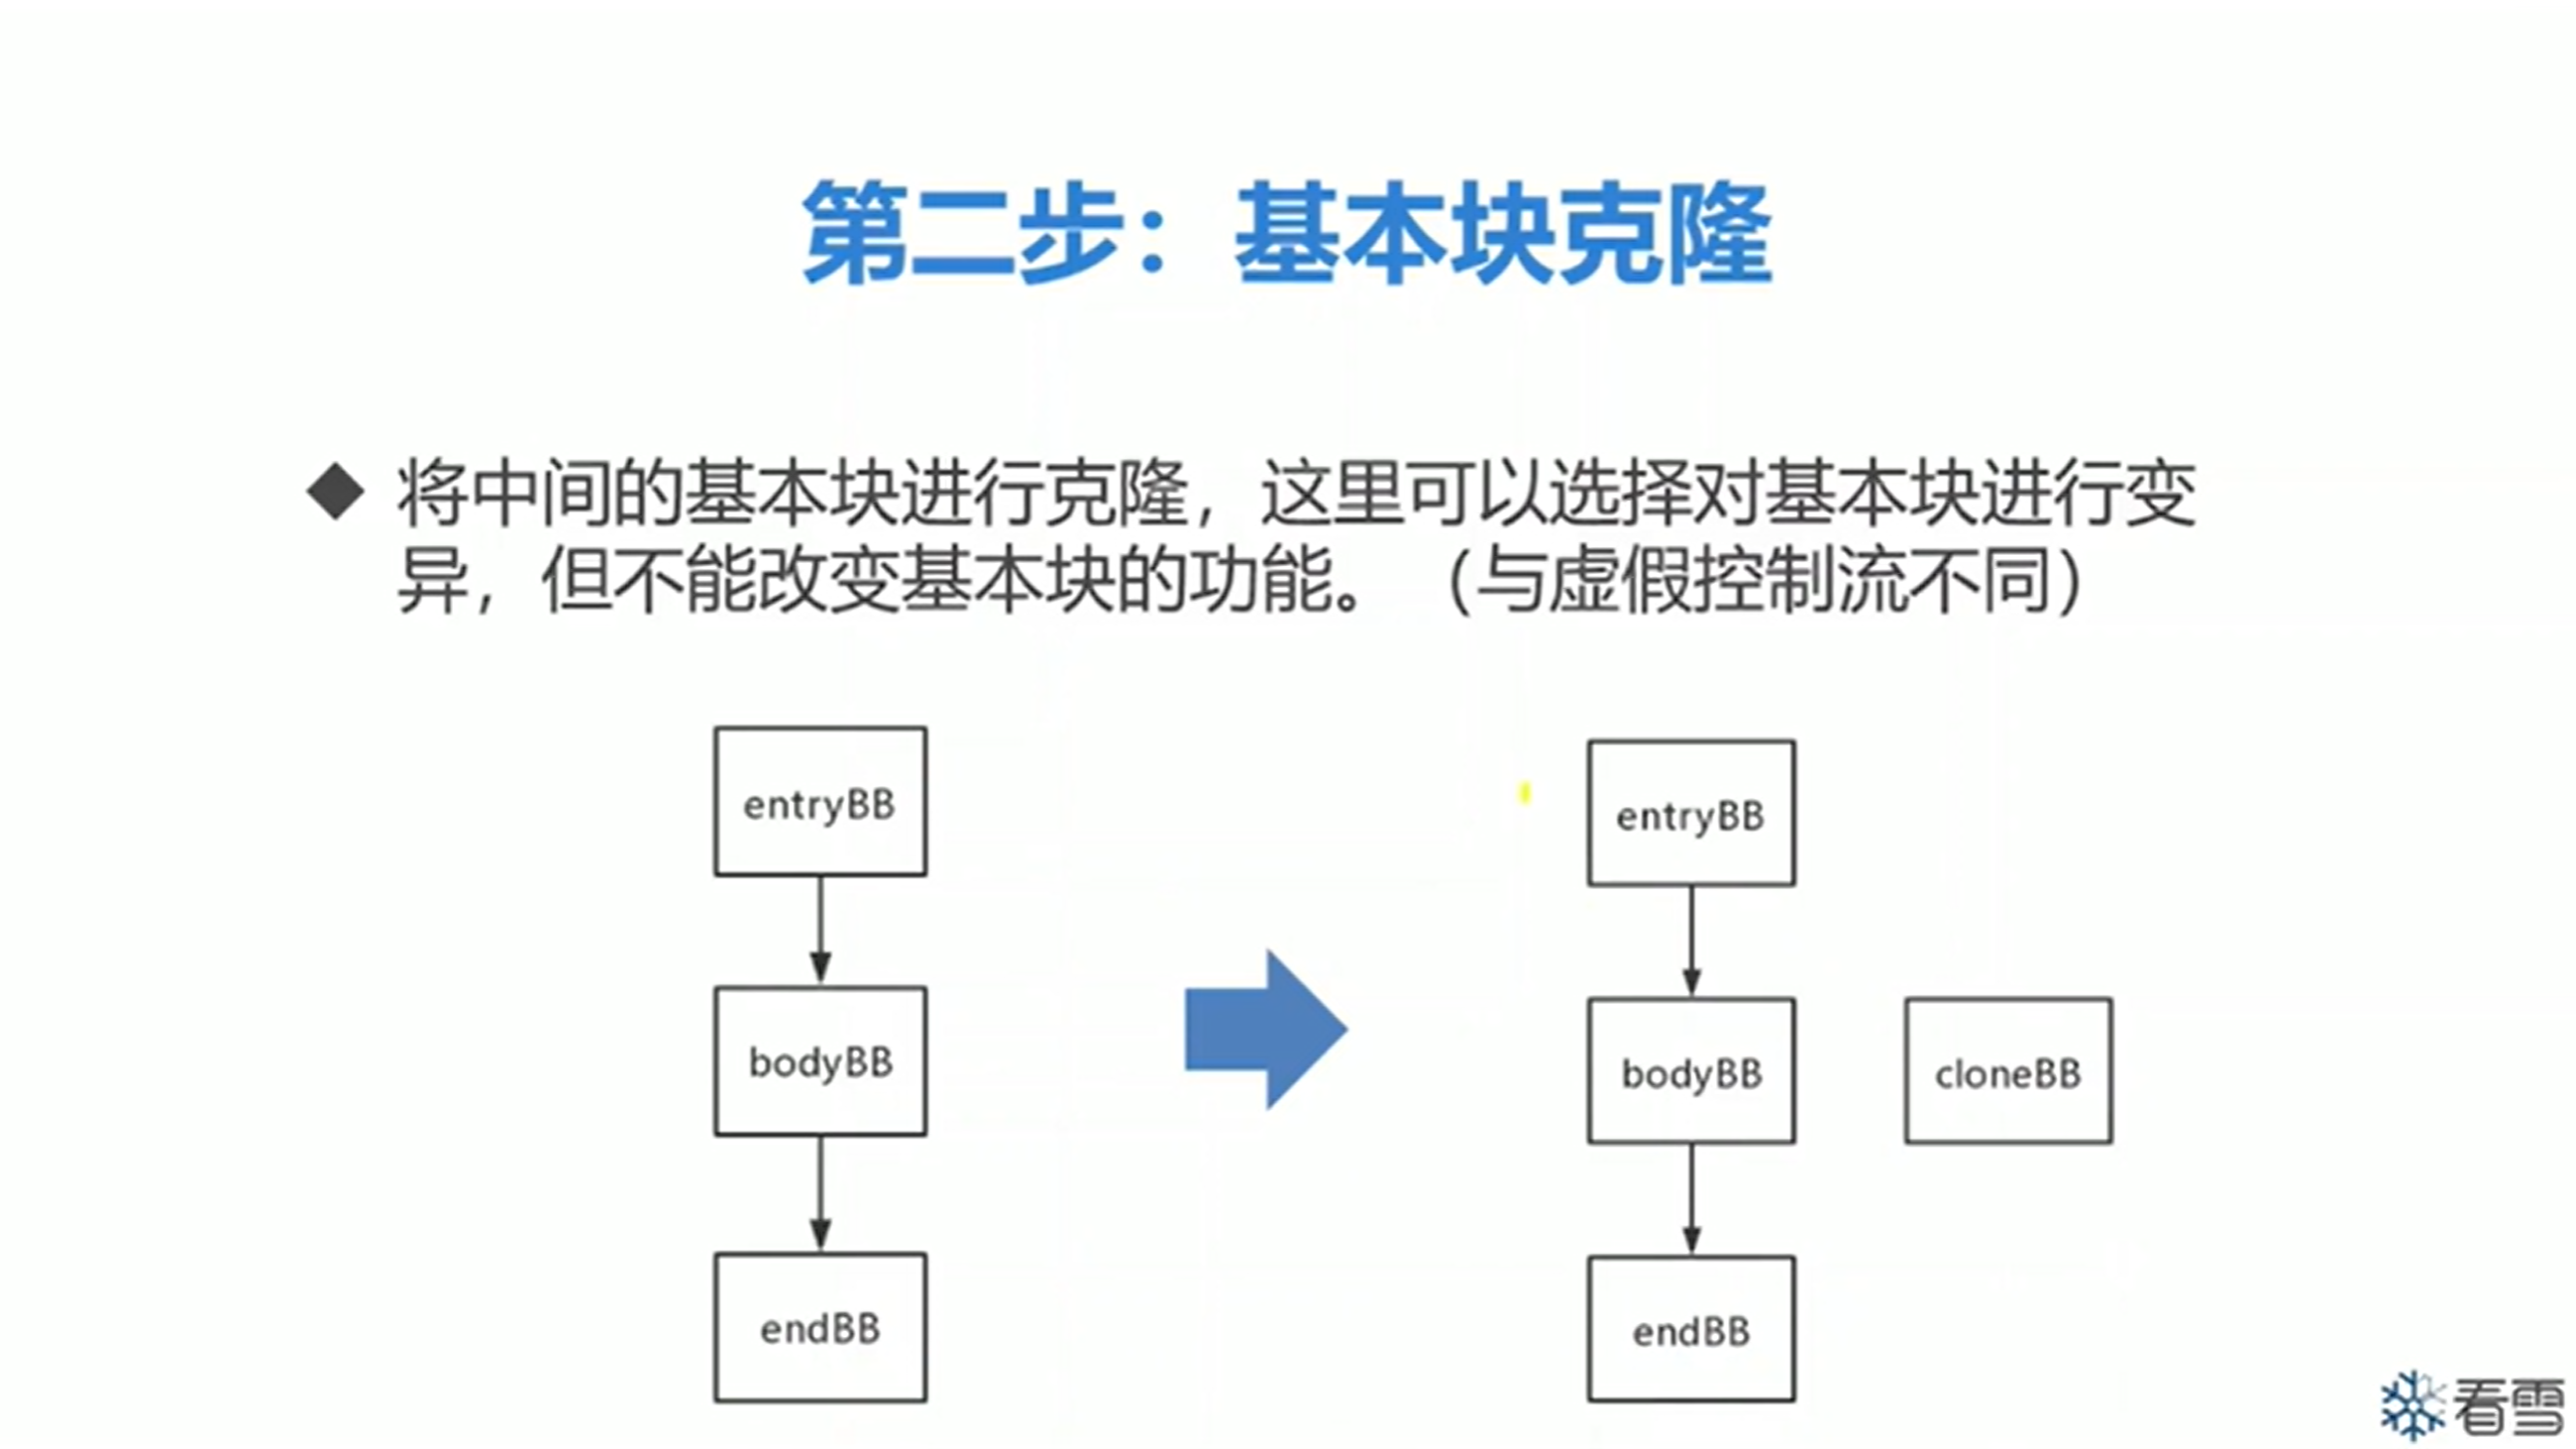 第二步：基本块克隆
将中间的基本块进行克隆，这里可以选择对基本块进行变
异，但不能改变基本块的功能。（与虚假控制流不同）
entryBB
bodyBB
endBB
entryBB
bodyBB
cloneBB
endBB
看雪